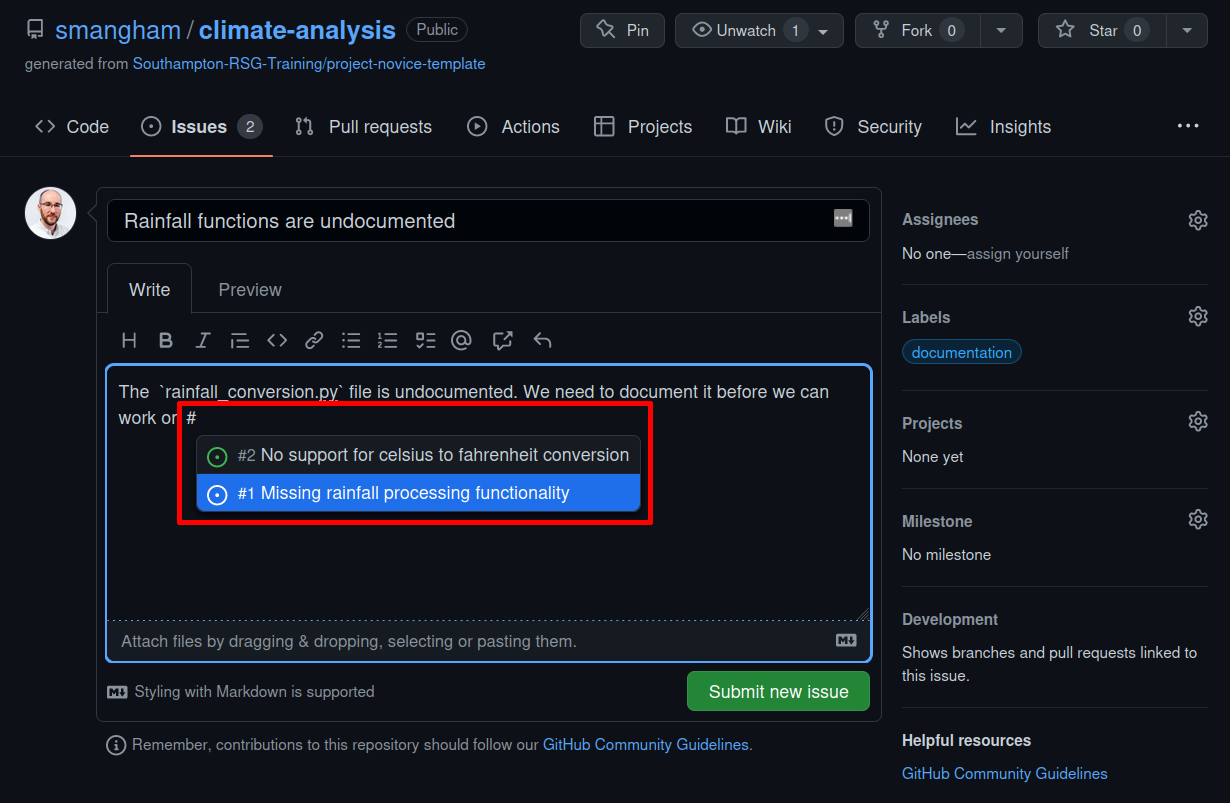 smangham / climate-analysis Public Pin Unwatch 1 Fork 0 Star 0
generated from Southampton-RSG-Training/project-novice-template
Code Issues 2 Pull requests Actions Projects Wiki Security Insights
Rainfall functions are undocumented
Write Preview
The `rainfall_conversion.py` file is undocumented. We need to document it before we can
work on #
#2 No support for celsius to fahrenheit conversion
#1 Missing rainfall processing functionality
Attach files by dragging & dropping, selecting or pasting them.
Styling with Markdown is supported
Submit new issue
Remember, contributions to this repository should follow our GitHub Community Guidelines.
Assignees
No one—assign yourself
Labels
documentation
Projects
None yet
Milestone
No milestone
Development
Shows branches and pull requests linked to
this issue.
Helpful resources
GitHub Community Guidelines